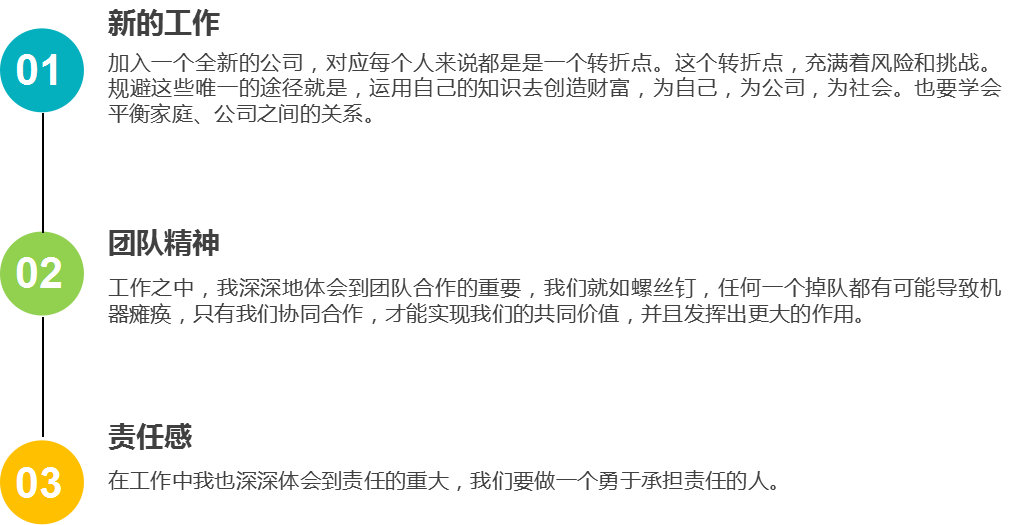 01
新的工作
加入一个全新的公司，对应每个人来说都是是一个转折点。这个转折点，充满着风险和挑战。
规避这些唯一的途径就是，运用自己的知识去创造财富，为自己，为公司，为社会。也要学会
平衡家庭、公司之间的关系。
02
团队精神
工作之中，我深深地体会到团队合作的重要，我们就如螺丝钉，任何一个掉队都有可能导致机
器瘫痪，只有我们协同合作，才能实现我们的共同价值，并且发挥出更大的作用。
03
责任感
在工作中我也深深体会到责任的重大，我们要做一个勇于承担责任的人。